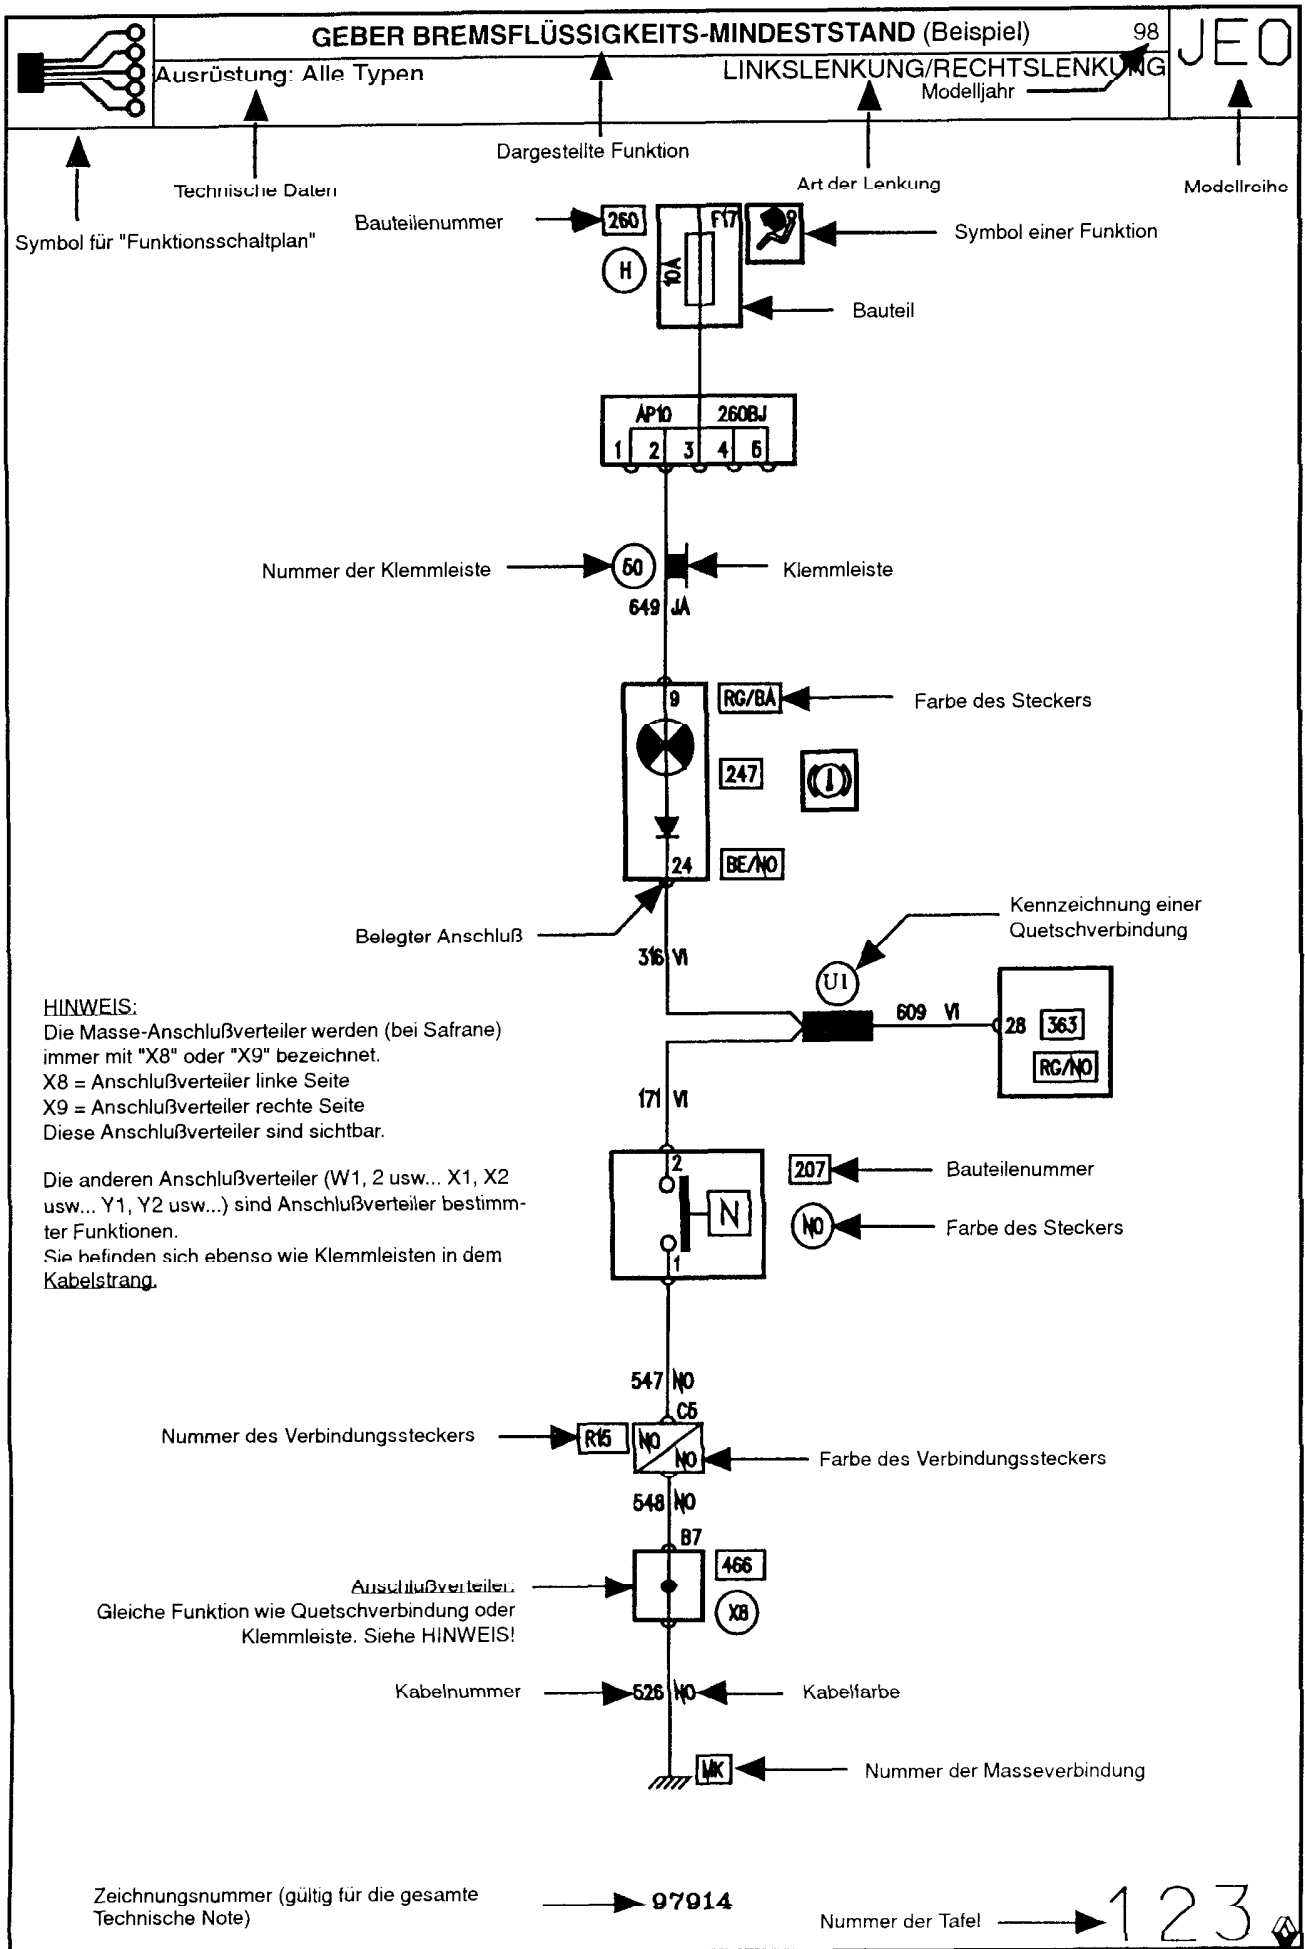 GEBER BREMSFLÜSSIGKEITS-MINDESTSTAND (Beispiel) 98
JE0
Ausrüstung: Alle Typen
LINKSLENKUNG/RECHTSLENKUNG
Modelljahr
Dargestellte Funktion
Technische Daten
Art der Lenkung
Modellreihe
Symbol für "Funktionsschaltplan"
Bauteilenummer
260
F17
Symbol einer Funktion
H
10A
Bauteil
AP10 260BJ
1 2 3 4 5
Nummer der Klemmleiste
50
Klemmleiste
649 JA
9
RG/BA
Farbe des Steckers
247
24
BE/NO
Belegter Anschluß
Kennzeichnung einer
Quetschverbindung
316 VI
U1
609 VI
28
363
RG/NO
HINWEIS:
Die Masse-Anschlußverteiler werden (bei Safrane)
immer mit "X8" oder "X9" bezeichnet.
X8 = Anschlußverteiler linke Seite
X9 = Anschlußverteiler rechte Seite
Diese Anschlußverteiler sind sichtbar.
Die anderen Anschlußverteiler (W1, 2 usw... X1, X2
usw... Y1, Y2 usw...) sind Anschlußverteiler bestimm-
ter Funktionen.
Sie befinden sich ebenso wie Klemmleisten in dem
Kabelstrang.
171 VI
2
N
1
207
Bauteilenummer
NO
Farbe des Steckers
547 NO
C5
Nummer des Verbindungssteckers
R15
NO
NO
Farbe des Verbindungssteckers
548 NO
B7
466
Anschlußverteiler:
Gleiche Funktion wie Quetschverbindung oder
Klemmleiste. Siehe HINWEIS!
X8
Kabelnummer
526 NO
Kabelfarbe
MK
Nummer der Masseverbindung
Zeichnungsnummer (gültig für die gesamte
Technische Note)
97914
Nummer der Tafel
123